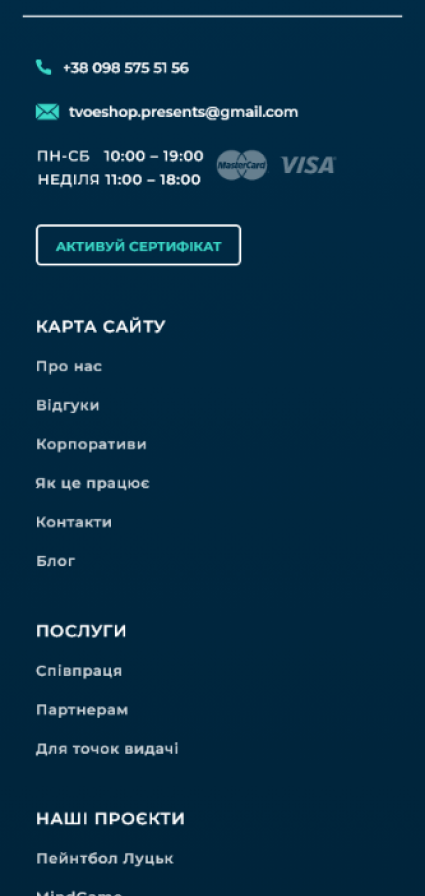 +38 098 575 51 56
tvoeshop.presents@gmail.com
ПН-СБ 10:00 – 19:00
НЕДІЛЯ 11:00 – 18:00
MasterCard VISA
АКТИВУЙ СЕРТИФІКАТ
КАРТА САЙТУ
Про нас
Відгуки
Корпоративи
Як це працює
Контакти
Блог
ПОСЛУГИ
Співпраця
Партнерам
Для точок видачі
НАШІ ПРОЄКТИ
Пейнтбол Луцьк